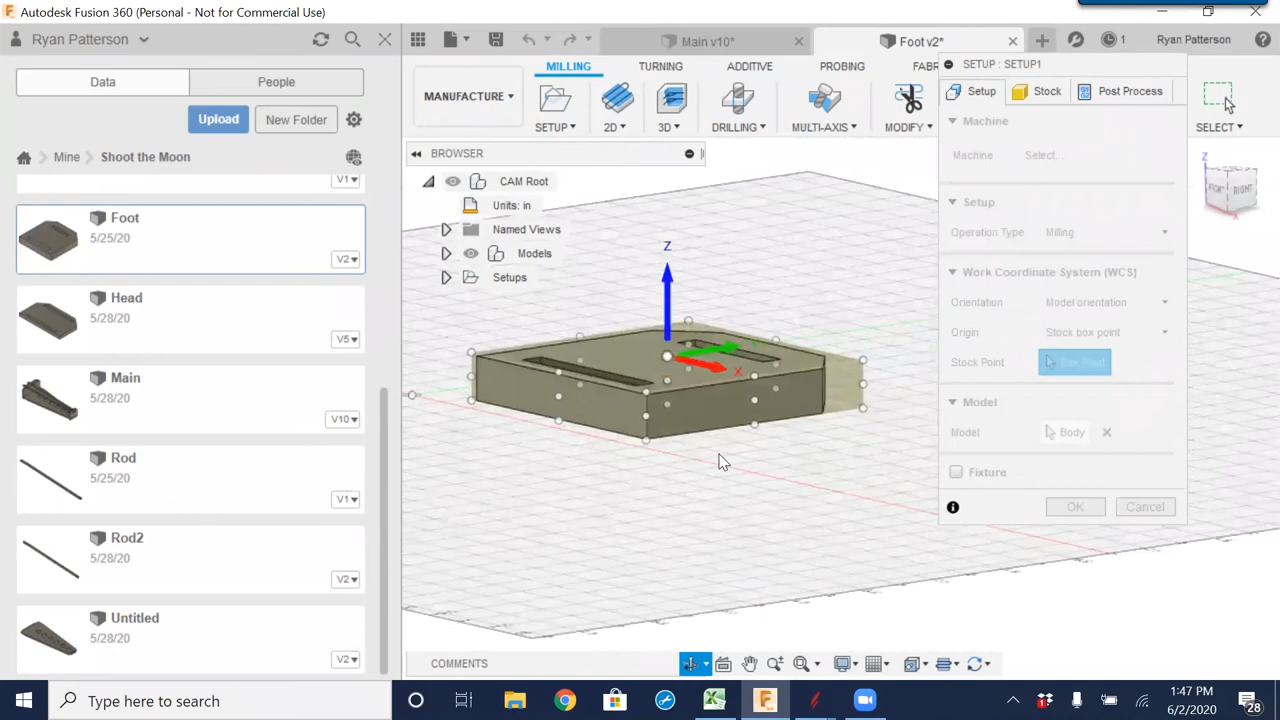 Autodesk Fusion 360 (Personal - Not for Commercial Use)
Ryan Patterson
Main v10*
Foot v2*
1
Ryan Patterson
Data
People
Upload
New Folder
Mine
Shoot the Moon
V1
Foot
5/25/20
V2
Head
5/28/20
V5
Main
5/28/20
V10
Rod
5/25/20
V1
Rod2
5/28/20
V2
Untitled
5/28/20
V2
MANUFACTURE
MILLING
TURNING
ADDITIVE
PROBING
FABR
SETUP
2D
3D
DRILLING
MULTI-AXIS
MODIFY
SELECT
BROWSER
CAM Root
Units: in
Named Views
Models
Setups
Z
X
Z
RIGHT
X
SETUP : SETUP1
Setup
Stock
Post Process
Machine
Machine Select...
Setup
Operation Type Milling
Work Coordinate System (WCS)
Orientation Model orientation
Origin Stock box point
Stock Point Box Point
Model
Model Body
Fixture
OK
Cancel
COMMENTS
Type here to search
1
1:47 PM
6/2/2020
28